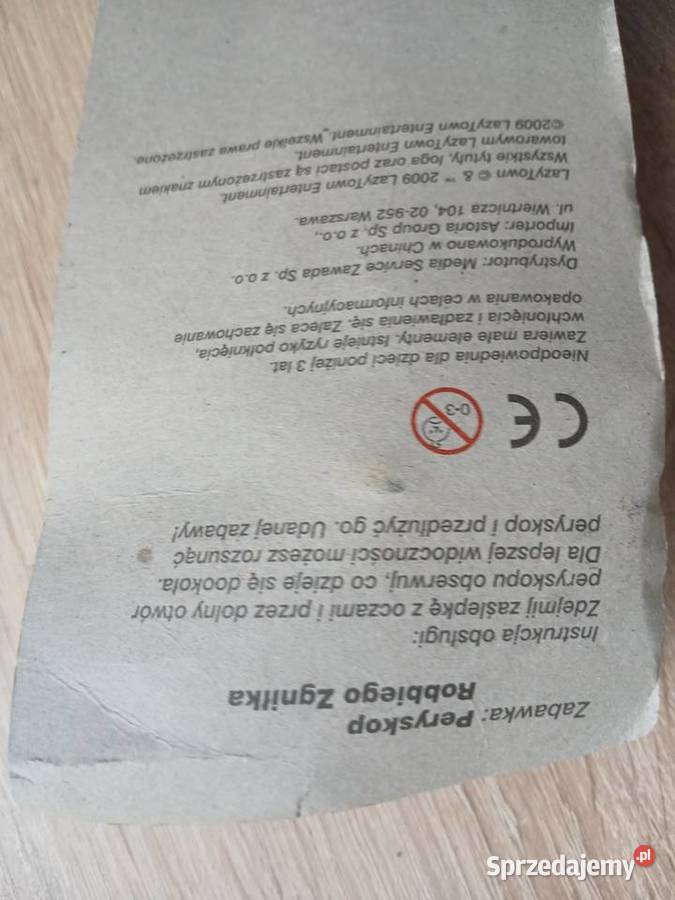 Zabawka: Peryskop
Robbiego Zgniłka
Instrukcja obsługi:
Zdejmij zaślepkę z oczami i przez dolny otwór
peryskopu obserwuj, co dzieje się dookoła.
Dla lepszej widoczności możesz rozsunąć
peryskop i przedłużyć go. Udanej zabawy!
CE
0-3
Nieodpowiednia dla dzieci poniżej 3 lat.
Zawiera małe elementy. Istnieje ryzyko połknięcia,
wchłonięcia i zadławienia się. Zaleca się zachowanie
opakowania w celach informacyjnych.
Dystrybutor: Media Service Zawada Sp. z o.o.
Wyprodukowano w Chinach.
Importer: Astoria Group Sp. z o.o.,
ul. Wiertnicza 104, 02-952 Warszawa.
LazyTown © & ™ 2009 LazyTown Entertainment.
Wszystkie tytuły, loga oraz postaci są zastrzeżonym znakiem
towarowym LazyTown Entertainment.
©2009 LazyTown Entertainment. Wszelkie prawa zastrzeżone.
Sprzedajemy.pl